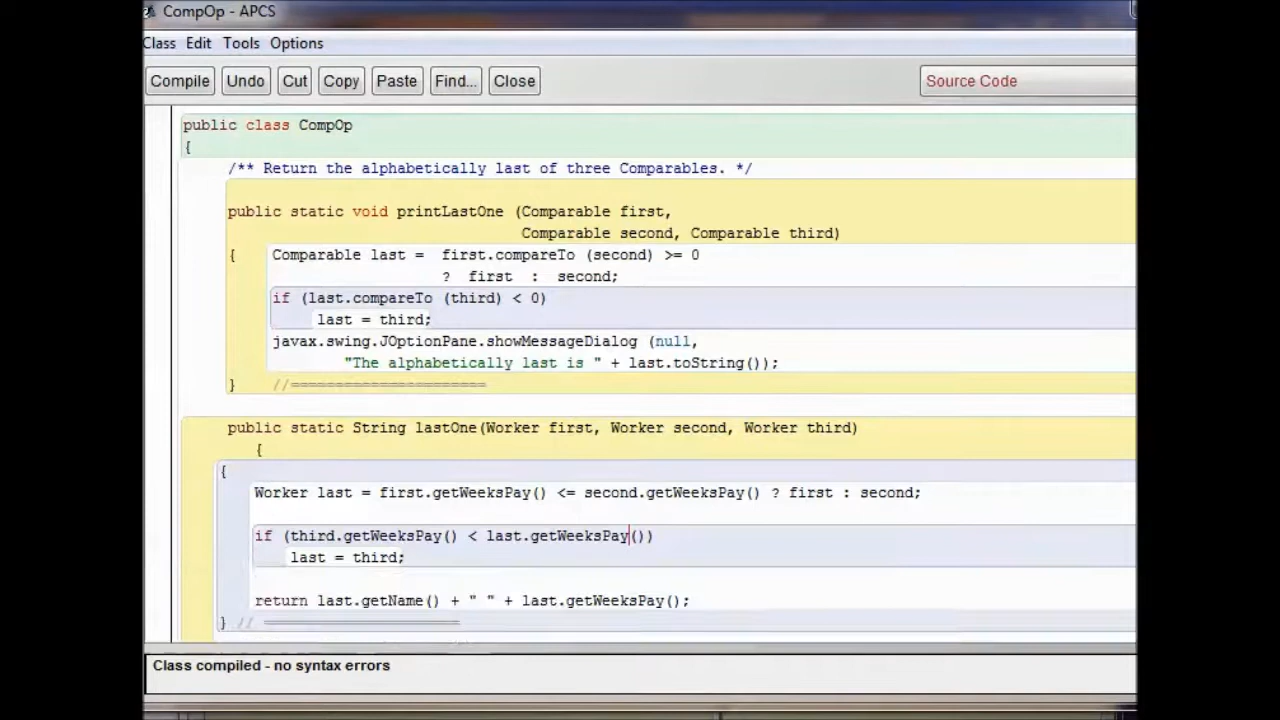 CompOp - APCS
Class Edit Tools Options
Compile Undo Cut Copy Paste Find... Close Source Code
public class CompOp
{
/** Return the alphabetically last of three Comparables. */
public static void printLastOne (Comparable first,
Comparable second, Comparable third)
{ Comparable last = first.compareTo (second) >= 0
? first : second;
if (last.compareTo (third) < 0)
last = third;
javax.swing.JOptionPane.showMessageDialog (null,
"The alphabetically last is " + last.toString());
} //======================
public static String lastOne(Worker first, Worker second, Worker third)
{
{
Worker last = first.getWeeksPay() <= second.getWeeksPay() ? first : second;
if (third.getWeeksPay() < last.getWeeksPay())
last = third;
return last.getName() + " " + last.getWeeksPay();
} // ======================
Class compiled - no syntax errors